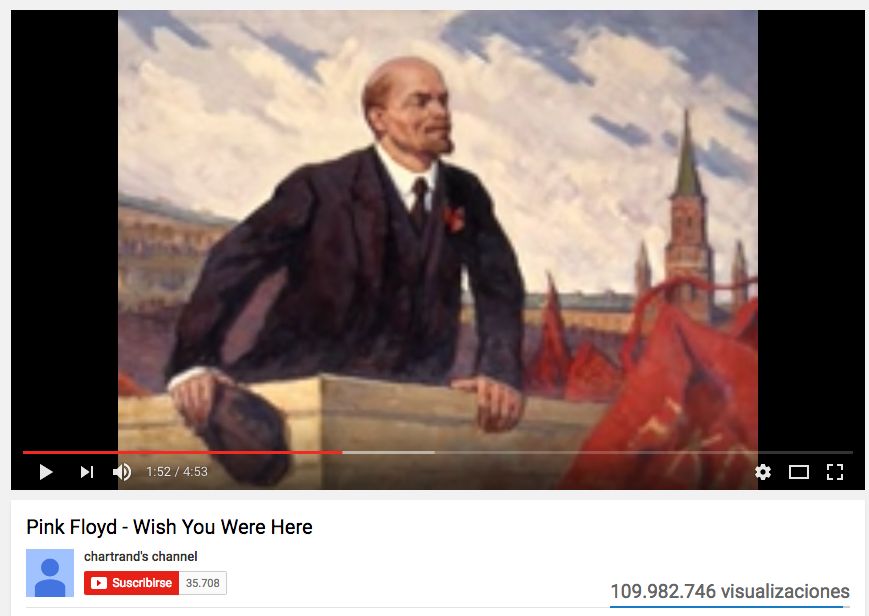 1:52 / 4:53
Pink Floyd - Wish You Were Here
chartrand's channel
Suscribirse 35.708
109.982.746 visualizaciones